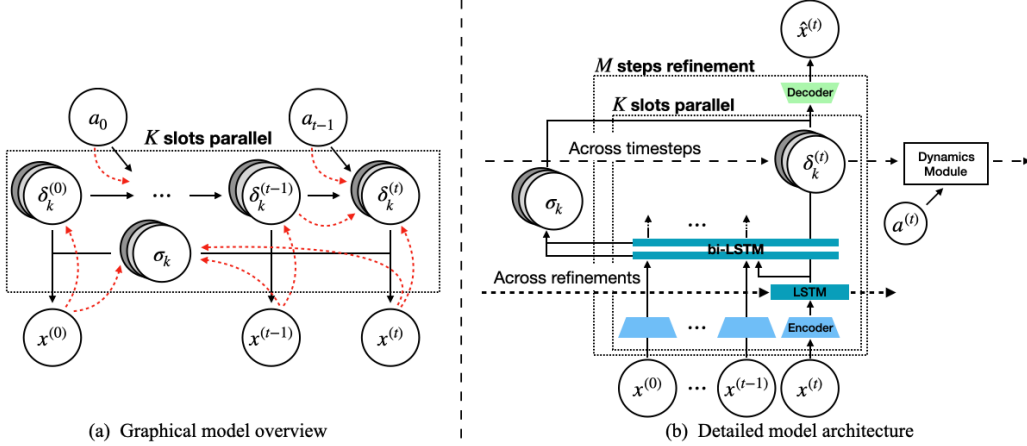 a_0
a_{t-1}
K slots parallel
δ_k^{(0)}
...
δ_k^{(t-1)}
δ_k^{(t)}
σ_k
x^{(0)}
x^{(t-1)}
x^{(t)}
(a) Graphical model overview
x̂^{(t)}
M steps refinement
Decoder
K slots parallel
Across timesteps
δ_k^{(t)}
Dynamics
Module
σ_k
a^{(t)}
...
bi-LSTM
Across refinements
LSTM
...
Encoder
x^{(0)}
...
x^{(t-1)}
x^{(t)}
(b) Detailed model architecture